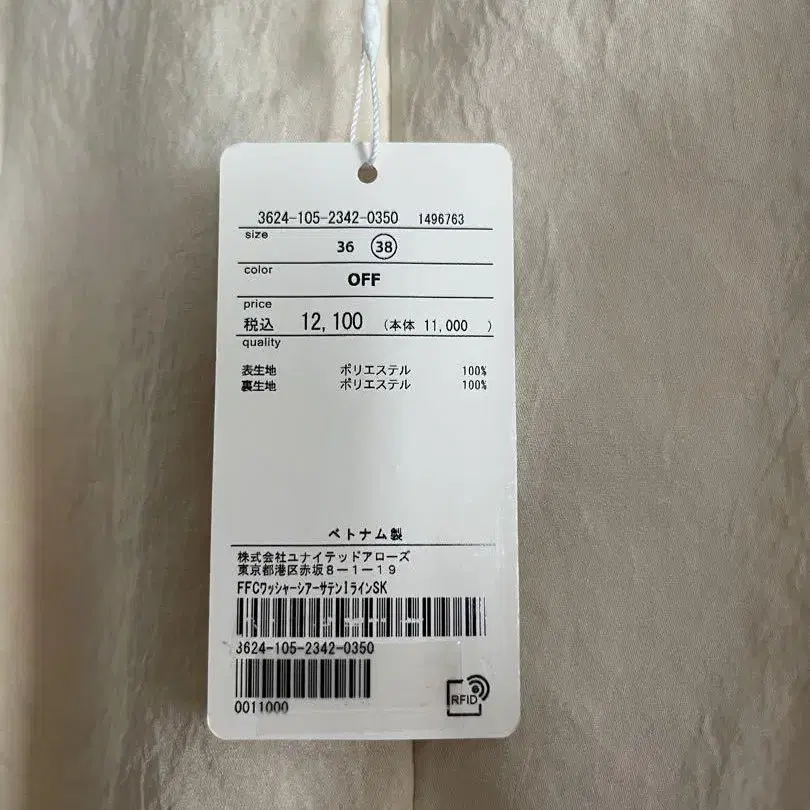 3624-105-2342-0350 1496763
size
36 38
color
OFF
price
税込 12,100 (本体 11,000 )
quality
表生地 ポリエステル 100%
裏生地 ポリエステル 100%
ベトナム製
株式会社ユナイテッドアローズ
東京都港区赤坂8-1-19
FFCワッシャーシアーサテンIラインSK
3624-105-2342-0350
0011000
RFID